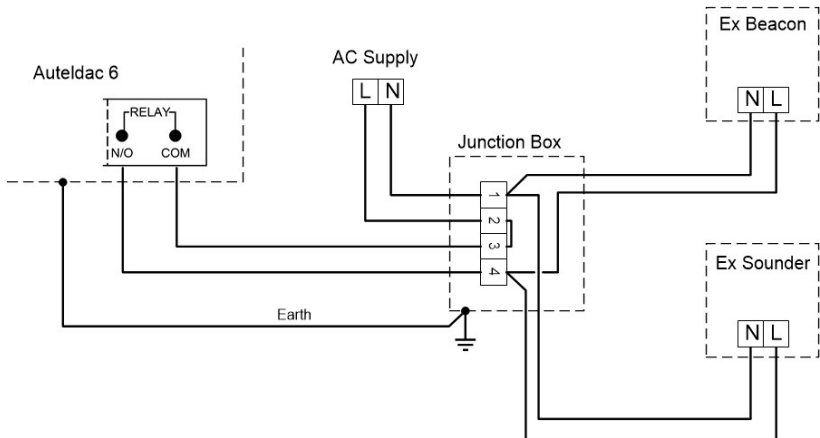 Ex Beacon
AC Supply
Auteldac 6
L N
N L
RELAY
Junction Box
N/O COM
1
2
3
4
Ex Sounder
Earth
N L